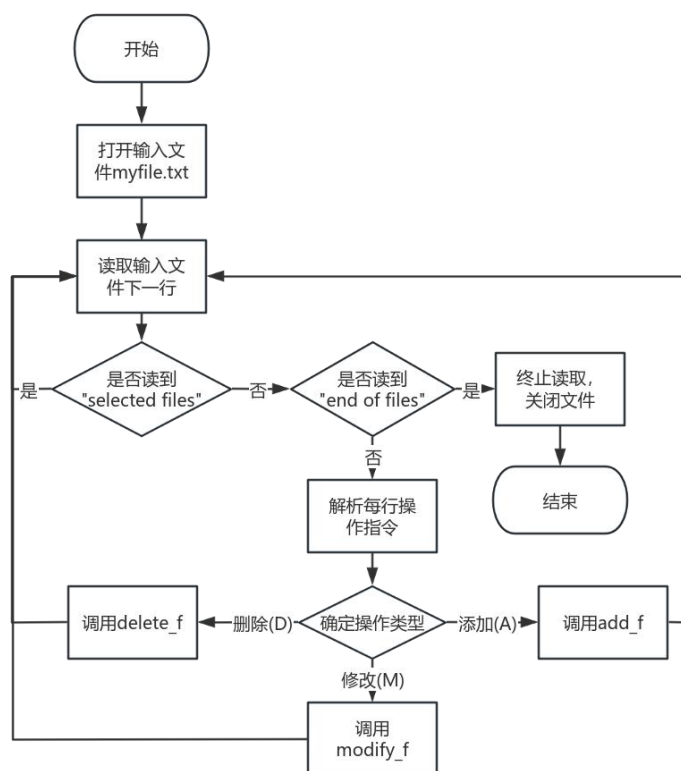 开始
打开输入文
件myfile.txt
读取输入文
件下一行
是
是否读到
"selected files"
否
是否读到
"end of files"
是
终止读取，
关闭文件
否
结束
解析每行操
作指令
调用delete_f
删除(D)
确定操作类型
添加(A)
调用add_f
修改(M)
调用
modify_f